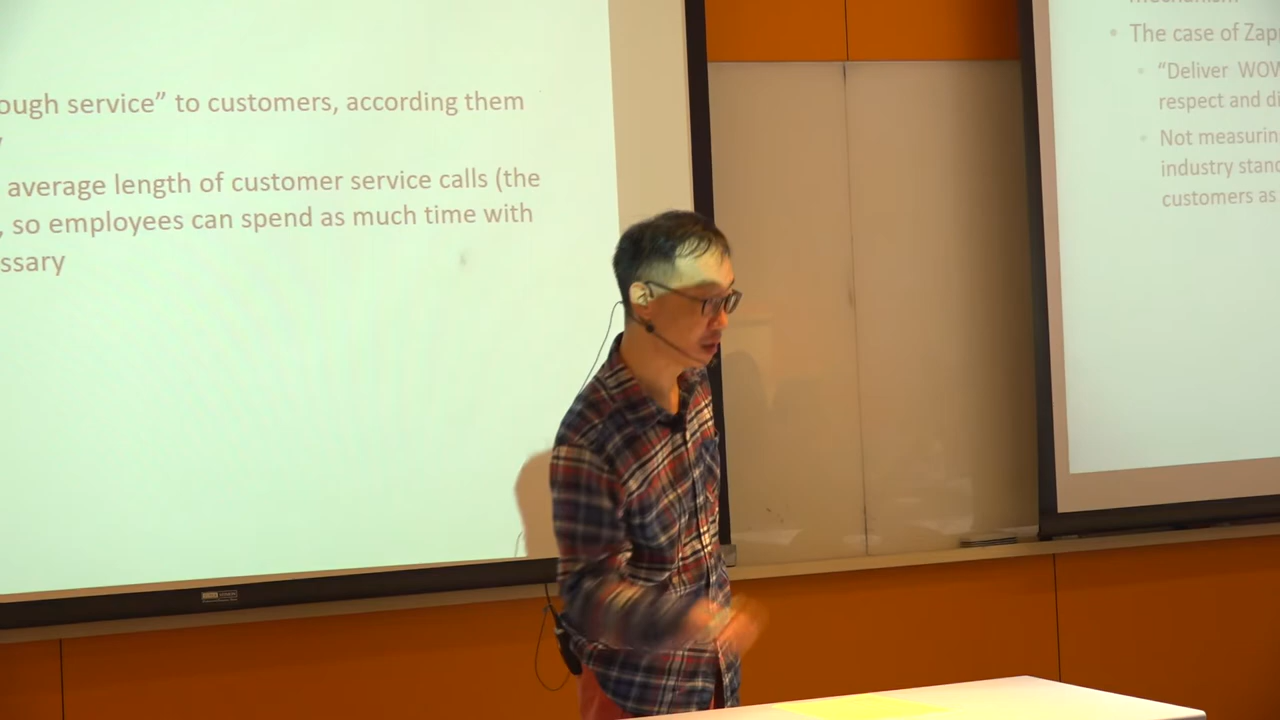 ough service” to customers, according them
average length of customer service calls (the
, so employees can spend as much time with
ssary
The case of Zap
“Deliver WOW
respect and di
Not measurin
industry stand
customers as